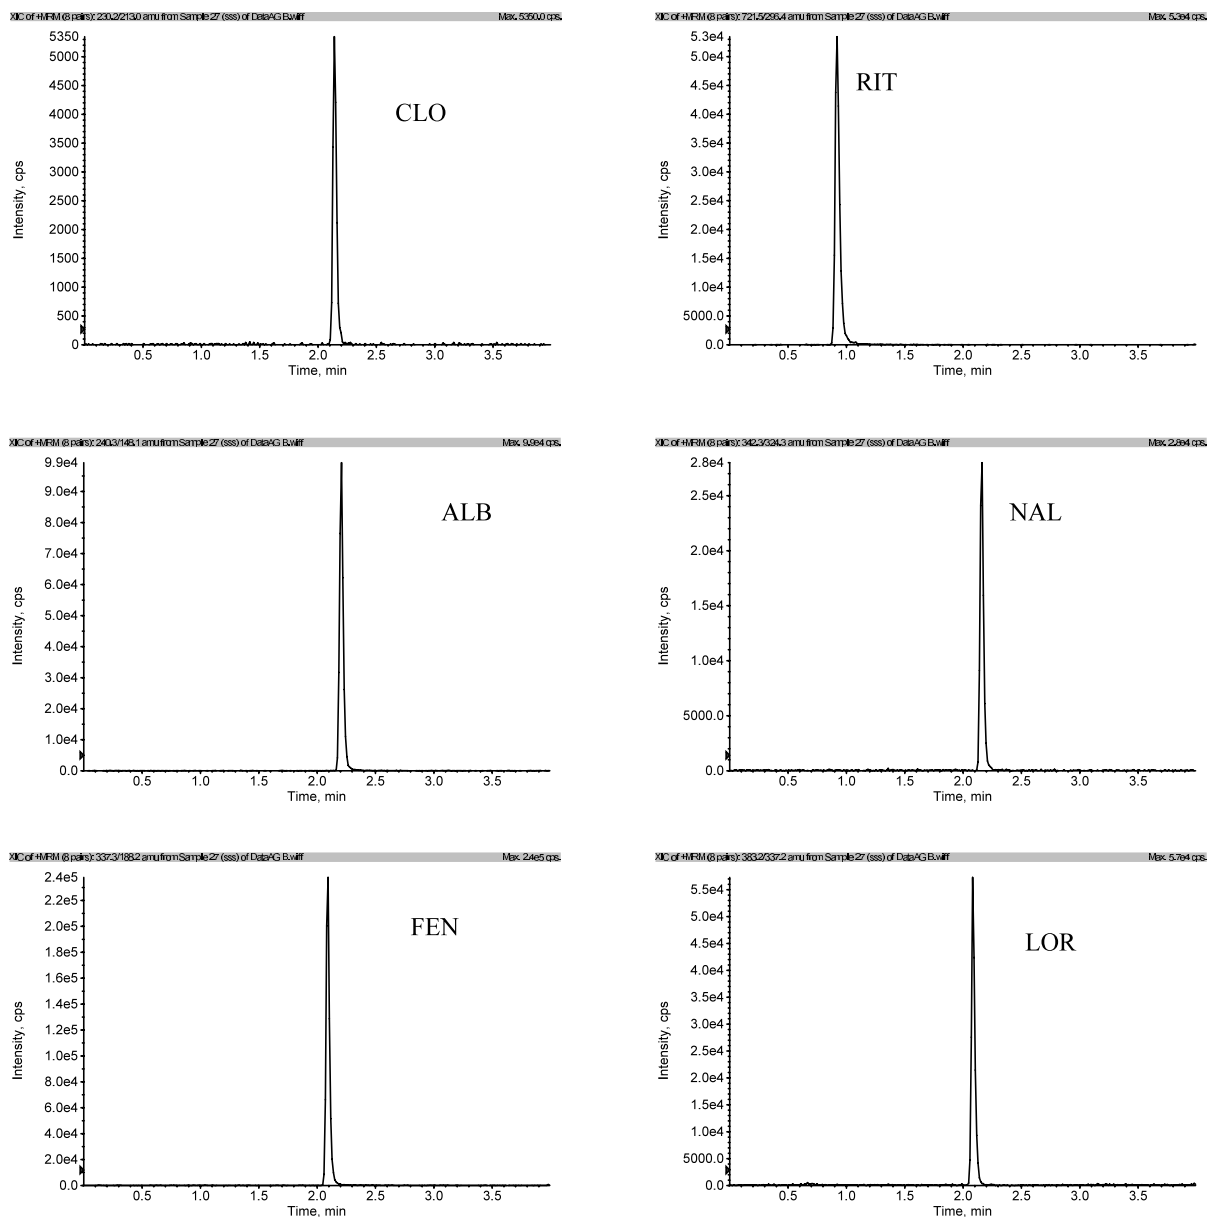 XIC of +MRM (8 pairs): 230.2/213.0 amu from Sample 27 (sss) of DataAG B.wiff Max. 5350.0 cps.
5350
5000
4500
4000
3500
3000
2500
2000
1500
1000
500
0
Intensity, cps
CLO
0.5 1.0 1.5 2.0 2.5 3.0 3.5
Time, min
XIC of +MRM (8 pairs): 721.5/296.4 amu from Sample 27 (sss) of DataAG B.wiff Max. 5.3e4 cps.
5.3e4
5.0e4
4.5e4
4.0e4
3.5e4
3.0e4
2.5e4
2.0e4
1.5e4
1.0e4
5000.0
0.0
Intensity, cps
RIT
0.5 1.0 1.5 2.0 2.5 3.0 3.5
Time, min
XIC of +MRM (8 pairs): 240.3/148.1 amu from Sample 27 (sss) of DataAG B.wiff Max. 9.9e4 cps.
9.9e4
9.0e4
8.0e4
7.0e4
6.0e4
5.0e4
4.0e4
3.0e4
2.0e4
1.0e4
0.0
Intensity, cps
ALB
0.5 1.0 1.5 2.0 2.5 3.0 3.5
Time, min
XIC of +MRM (8 pairs): 342.3/324.3 amu from Sample 27 (sss) of DataAG B.wiff Max. 2.8e4 cps.
2.8e4
2.5e4
2.0e4
1.5e4
1.0e4
5000.0
0.0
Intensity, cps
NAL
0.5 1.0 1.5 2.0 2.5 3.0 3.5
Time, min
XIC of +MRM (8 pairs): 337.3/188.2 amu from Sample 27 (sss) of DataAG B.wiff Max. 2.4e5 cps.
2.4e5
2.2e5
2.0e5
1.8e5
1.6e5
1.4e5
1.2e5
1.0e5
8.0e4
6.0e4
4.0e4
2.0e4
0.0
Intensity, cps
FEN
0.5 1.0 1.5 2.0 2.5 3.0 3.5
Time, min
XIC of +MRM (8 pairs): 383.2/337.2 amu from Sample 27 (sss) of DataAG B.wiff Max. 5.7e4 cps.
5.5e4
5.0e4
4.5e4
4.0e4
3.5e4
3.0e4
2.5e4
2.0e4
1.5e4
1.0e4
5000.0
0.0
Intensity, cps
LOR
0.5 1.0 1.5 2.0 2.5 3.0 3.5
Time, min